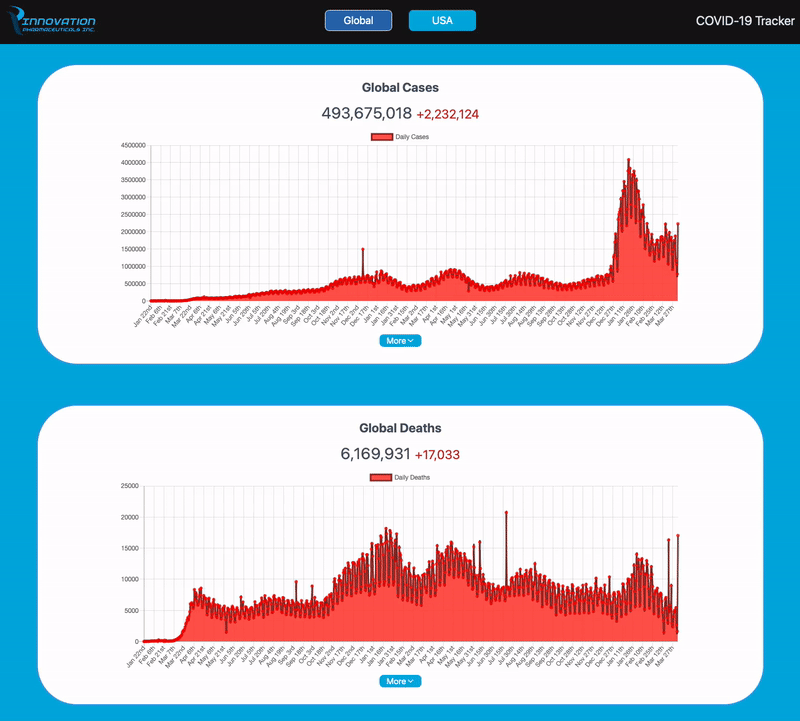 INNOVATION
PHARMACEUTICALS INC.
Global
USA
COVID-19 Tracker
Global Cases
493,675,018 +2,232,124
Daily Cases
4500000
4000000
3500000
3000000
2500000
2000000
1500000
1000000
500000
0
Jan 22nd Feb 6th Feb 21st Mar 7th Mar 22nd Apr 6th Apr 21st May 6th May 21st Jun 5th Jun 20th Jul 5th Jul 20th Aug 4th Aug 19th Sep 3rd Sep 18th Oct 3rd Oct 18th Nov 2nd Nov 17th Dec 2nd Dec 17th Jan 1st Jan 16th Jan 31st Feb 15th Mar 2nd Mar 17th Apr 1st Apr 16th May 1st May 16th May 31st Jun 15th Jun 30th Jul 15th Jul 30th Aug 14th Aug 29th Sep 13th Sep 28th Oct 13th Oct 28th Nov 12th Nov 27th Dec 12th Dec 27th Jan 11th Jan 26th Feb 10th Feb 25th Mar 12th Mar 27th
More
Global Deaths
6,169,931 +17,033
Daily Deaths
25000
20000
15000
10000
5000
0
Jan 22nd Feb 6th Feb 21st Mar 7th Mar 22nd Apr 6th Apr 21st May 6th May 21st Jun 5th Jun 20th Jul 5th Jul 20th Aug 4th Aug 19th Sep 3rd Sep 18th Oct 3rd Oct 18th Nov 2nd Nov 17th Dec 2nd Dec 17th Jan 1st Jan 16th Jan 31st Feb 15th Mar 2nd Mar 17th Apr 1st Apr 16th May 1st May 16th May 31st Jun 15th Jun 30th Jul 15th Jul 30th Aug 14th Aug 29th Sep 13th Sep 28th Oct 13th Oct 28th Nov 12th Nov 27th Dec 12th Dec 27th Jan 11th Jan 26th Feb 10th Feb 25th Mar 12th Mar 27th
More